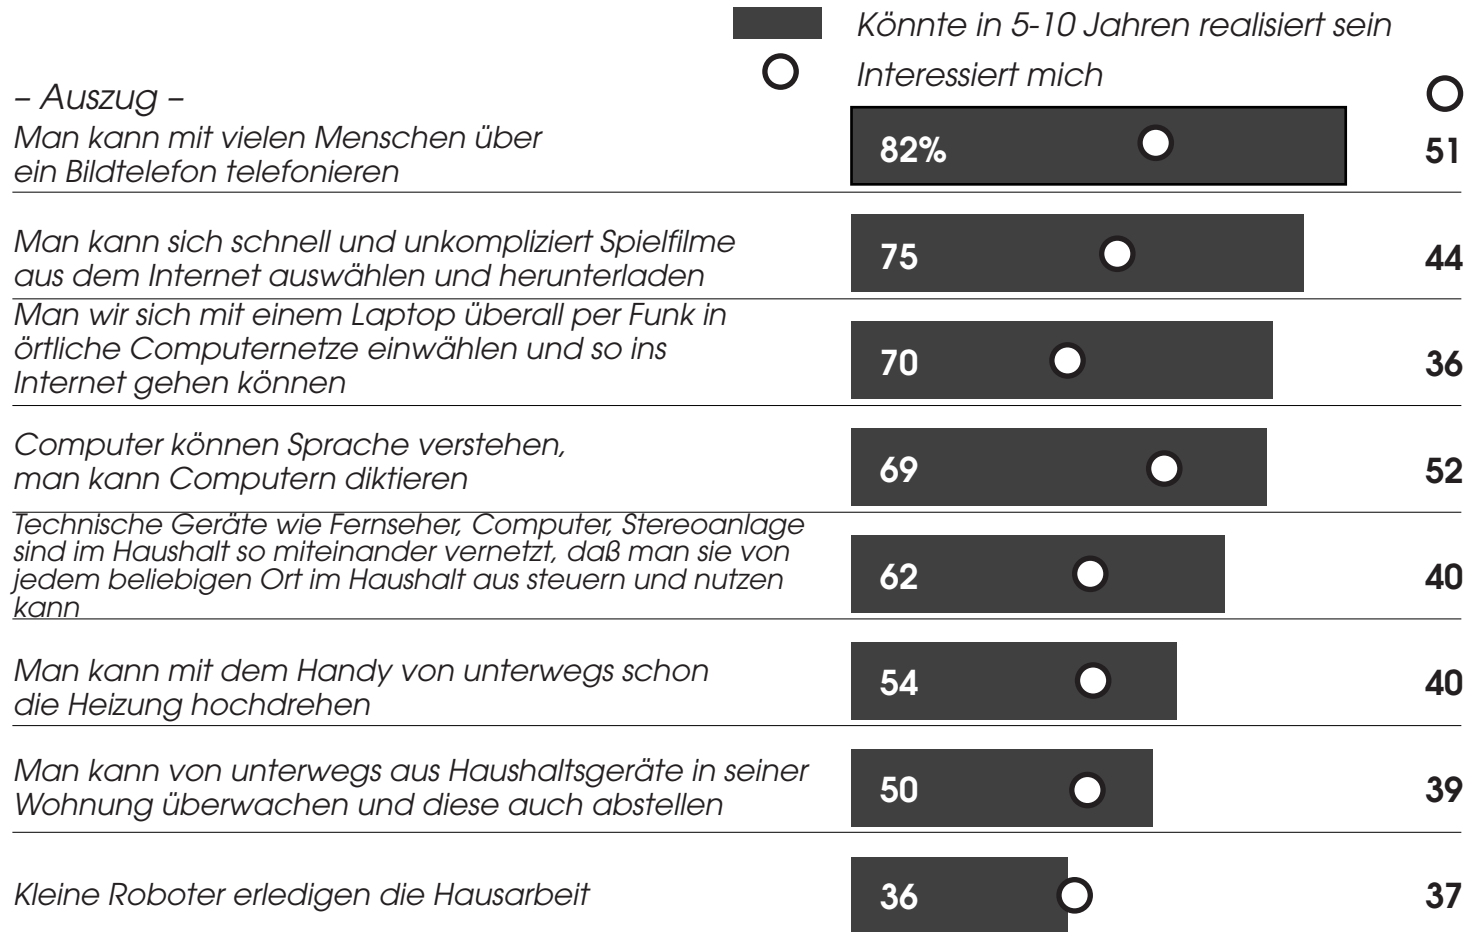 Könnte in 5-10 Jahren realisiert sein
Interessiert mich
– Auszug –
Man kann mit vielen Menschen über
ein Bildtelefon telefonieren
82%
51
Man kann sich schnell und unkompliziert Spielfilme
aus dem Internet auswählen und herunterladen
75
44
Man wir sich mit einem Laptop überall per Funk in
örtliche Computernetze einwählen und so ins
Internet gehen können
70
36
Computer können Sprache verstehen,
man kann Computern diktieren
69
52
Technische Geräte wie Fernseher, Computer, Stereoanlage
sind im Haushalt so miteinander vernetzt, daß man sie von
jedem beliebigen Ort im Haushalt aus steuern und nutzen
kann
62
40
Man kann mit dem Handy von unterwegs schon
die Heizung hochdrehen
54
40
Man kann von unterwegs aus Haushaltsgeräte in seiner
Wohnung überwachen und diese auch abstellen
50
39
Kleine Roboter erledigen die Hausarbeit
36
37